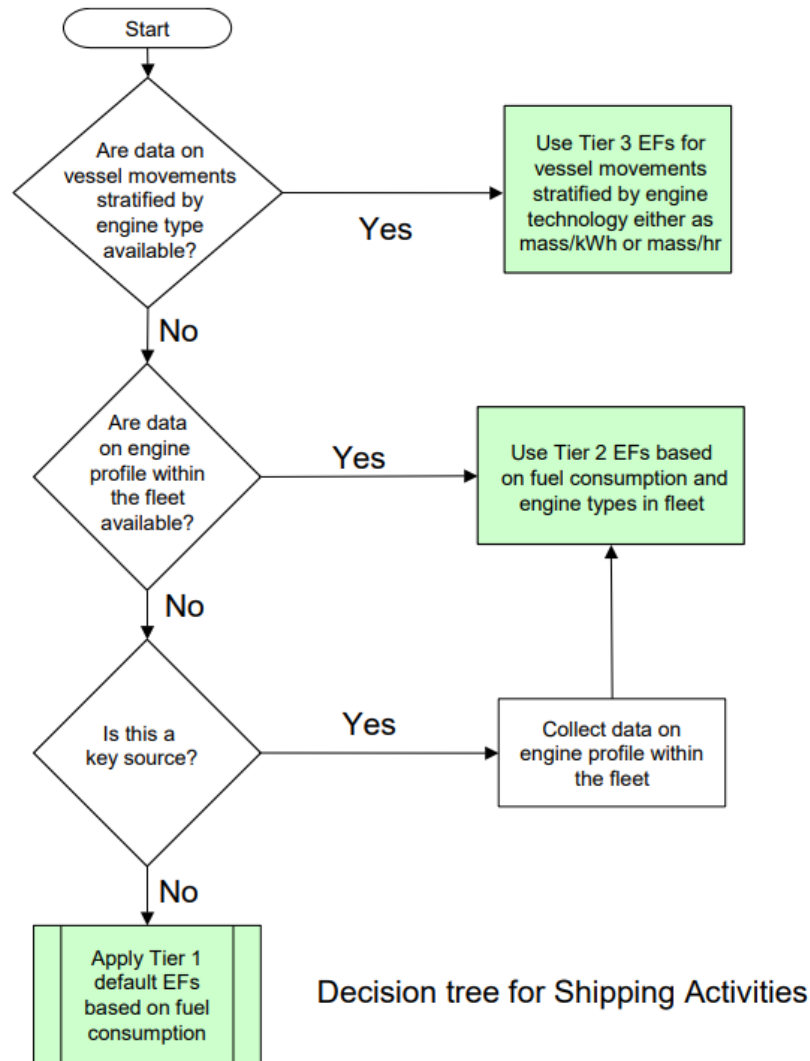 Start
Are data on
vessel movements
stratified by
engine type
available?
Yes
Use Tier 3 EFs for
vessel movements
stratified by engine
technology either as
mass/kWh or mass/hr
No
Are data
on engine
profile within
the fleet
available?
Yes
Use Tier 2 EFs based
on fuel consumption and
engine types in fleet
No
Is this a
key source?
Yes
Collect data on
engine profile within
the fleet
No
Apply Tier 1
default EFs
based on fuel
consumption
Decision tree for Shipping Activities